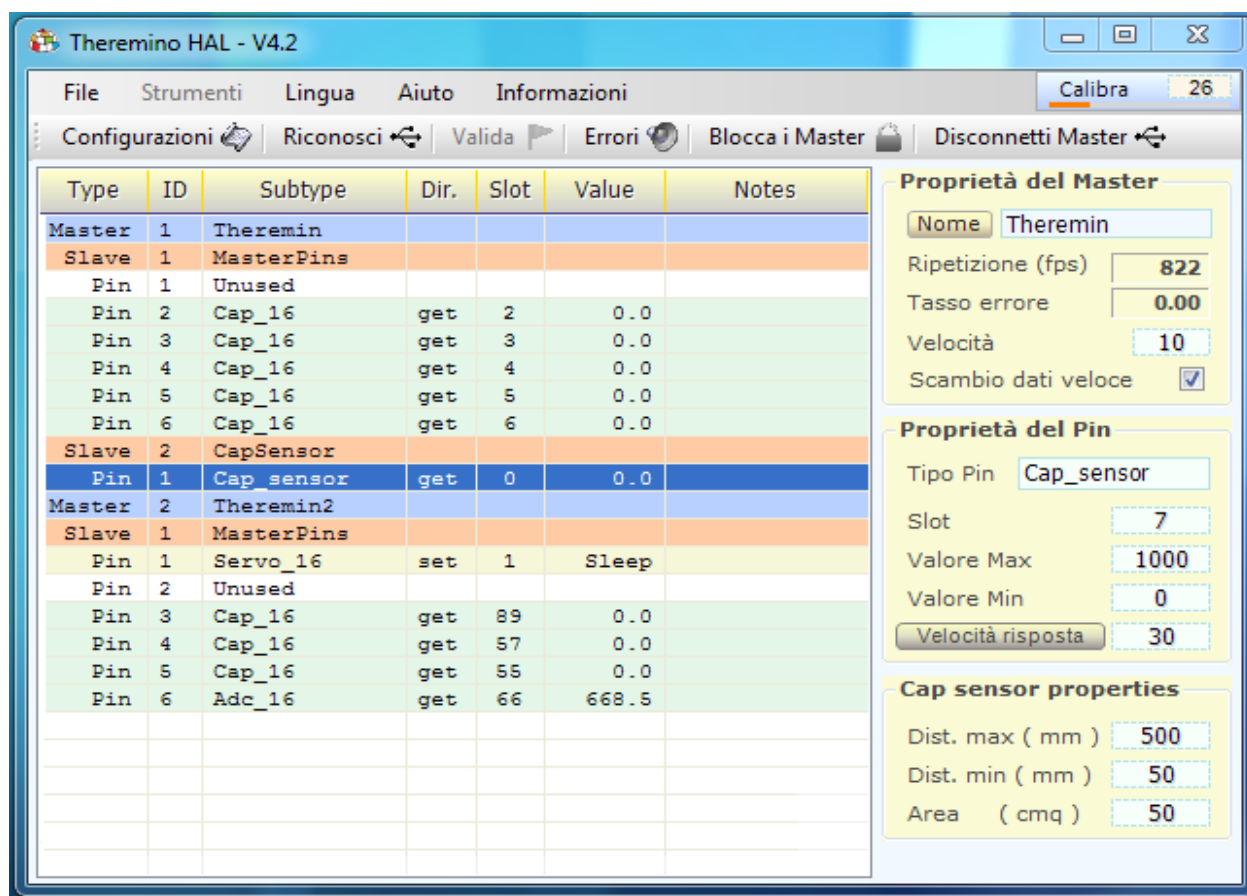 Theremino HAL - V4.2
File Strumenti Lingua Aiuto Informazioni Calibra 26
Configurazioni Riconosci Valida Errori Blocca i Master Disconnetti Master
Type ID Subtype Dir. Slot Value Notes
Master 1 Theremin
Slave 1 MasterPins
Pin 1 Unused
Pin 2 Cap_16 get 2 0.0
Pin 3 Cap_16 get 3 0.0
Pin 4 Cap_16 get 4 0.0
Pin 5 Cap_16 get 5 0.0
Pin 6 Cap_16 get 6 0.0
Slave 2 CapSensor
Pin 1 Cap_sensor get 0 0.0
Master 2 Theremin2
Slave 1 MasterPins
Pin 1 Servo_16 set 1 Sleep
Pin 2 Unused
Pin 3 Cap_16 get 89 0.0
Pin 4 Cap_16 get 57 0.0
Pin 5 Cap_16 get 55 0.0
Pin 6 Adc_16 get 66 668.5
Proprietà del Master
Nome Theremin
Ripetizione (fps) 822
Tasso errore 0.00
Velocità 10
Scambio dati veloce
Proprietà del Pin
Tipo Pin Cap_sensor
Slot 7
Valore Max 1000
Valore Min 0
Velocità risposta 30
Cap sensor properties
Dist. max ( mm ) 500
Dist. min ( mm ) 50
Area ( cmq ) 50